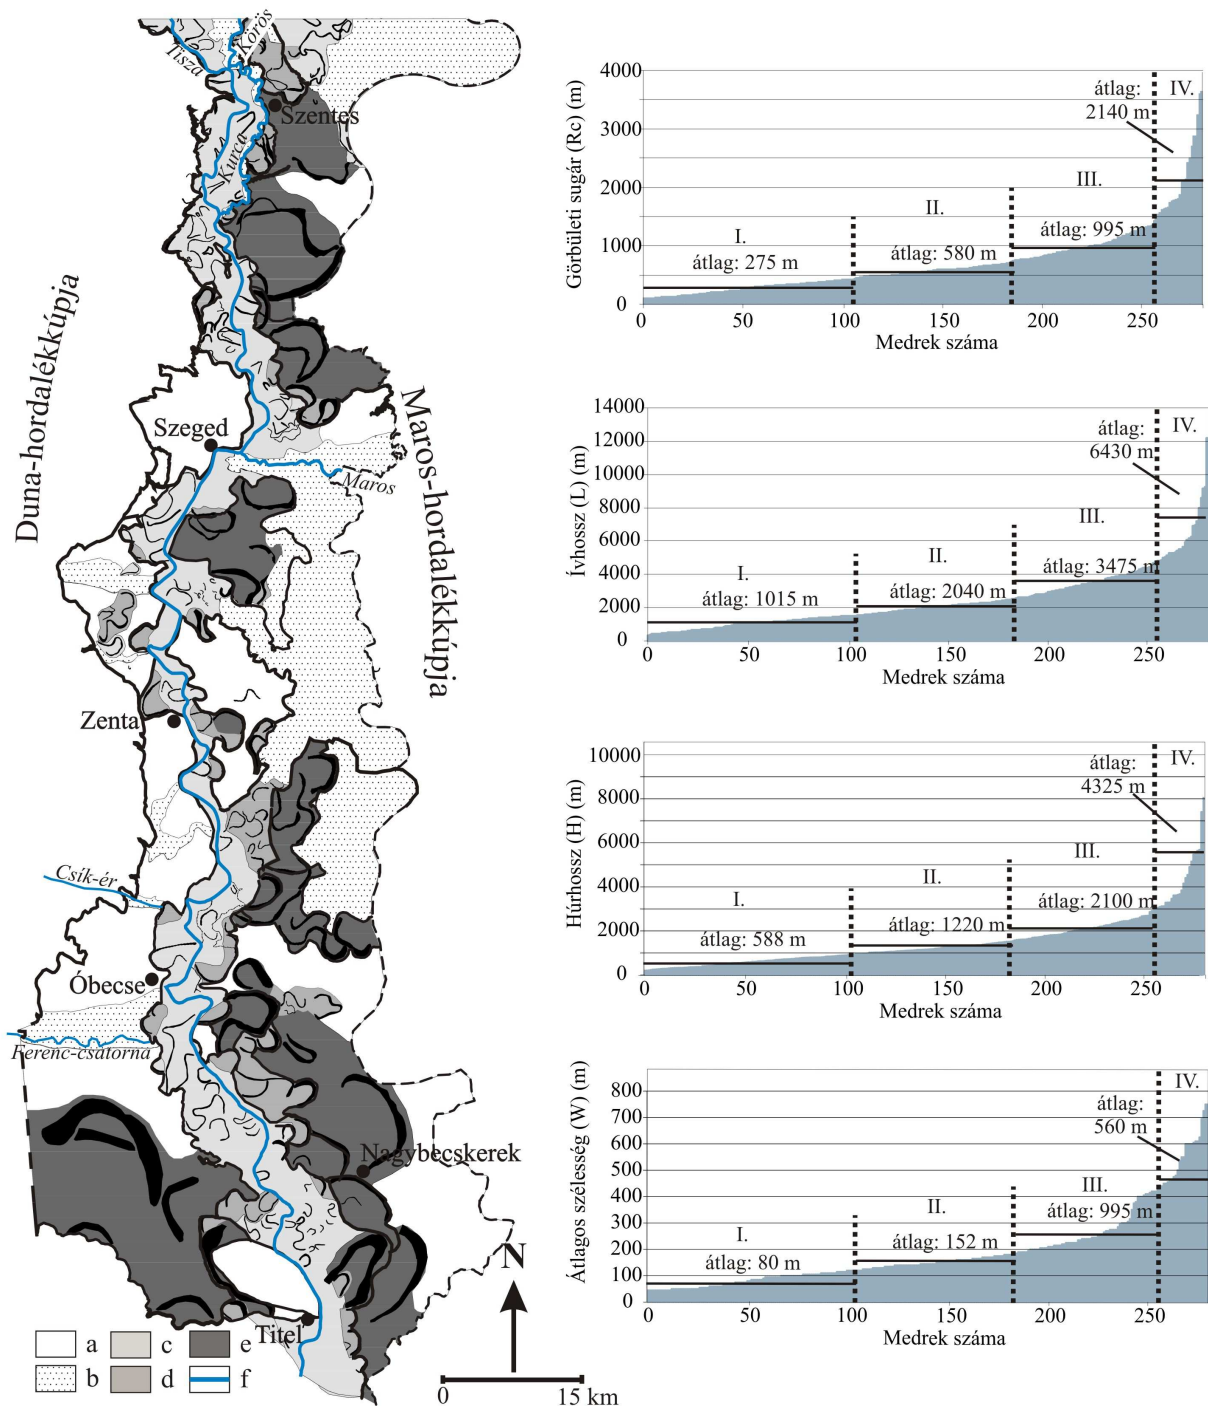 Tisza
Körös
Szentes
Kurca
Duna-hordalékkúpja
Maros-hordalékkúpja
Szeged
Maros
Zenta
Csík-ér
Óbecse
Ferenc-csatorna
Nagybecskerek
Titel
N
a
c
e
b
d
f
0
15 km
Görbületi sugár (Rc) (m)
4000
3000
2000
1000
0
I.
átlag: 275 m
II.
átlag: 580 m
III.
átlag: 995 m
átlag:
2140 m
IV.
0
50
100
150
200
250
Medrek száma
Ívhossz (L) (m)
14000
12000
10000
8000
6000
4000
2000
0
I.
átlag: 1015 m
II.
átlag: 2040 m
III.
átlag: 3475 m
átlag:
6430 m
IV.
0
50
100
150
200
250
Medrek száma
Húrhossz (H) (m)
10000
8000
6000
4000
2000
0
I.
átlag: 588 m
II.
átlag: 1220 m
III.
átlag: 2100 m
átlag:
4325 m
IV.
0
50
100
150
200
250
Medrek száma
Átlagos szélesség (W) (m)
800
700
600
500
400
300
200
100
0
I.
átlag: 80 m
II.
átlag: 152 m
III.
átlag: 995 m
átlag:
560 m
IV.
0
50
100
150
200
250
Medrek száma